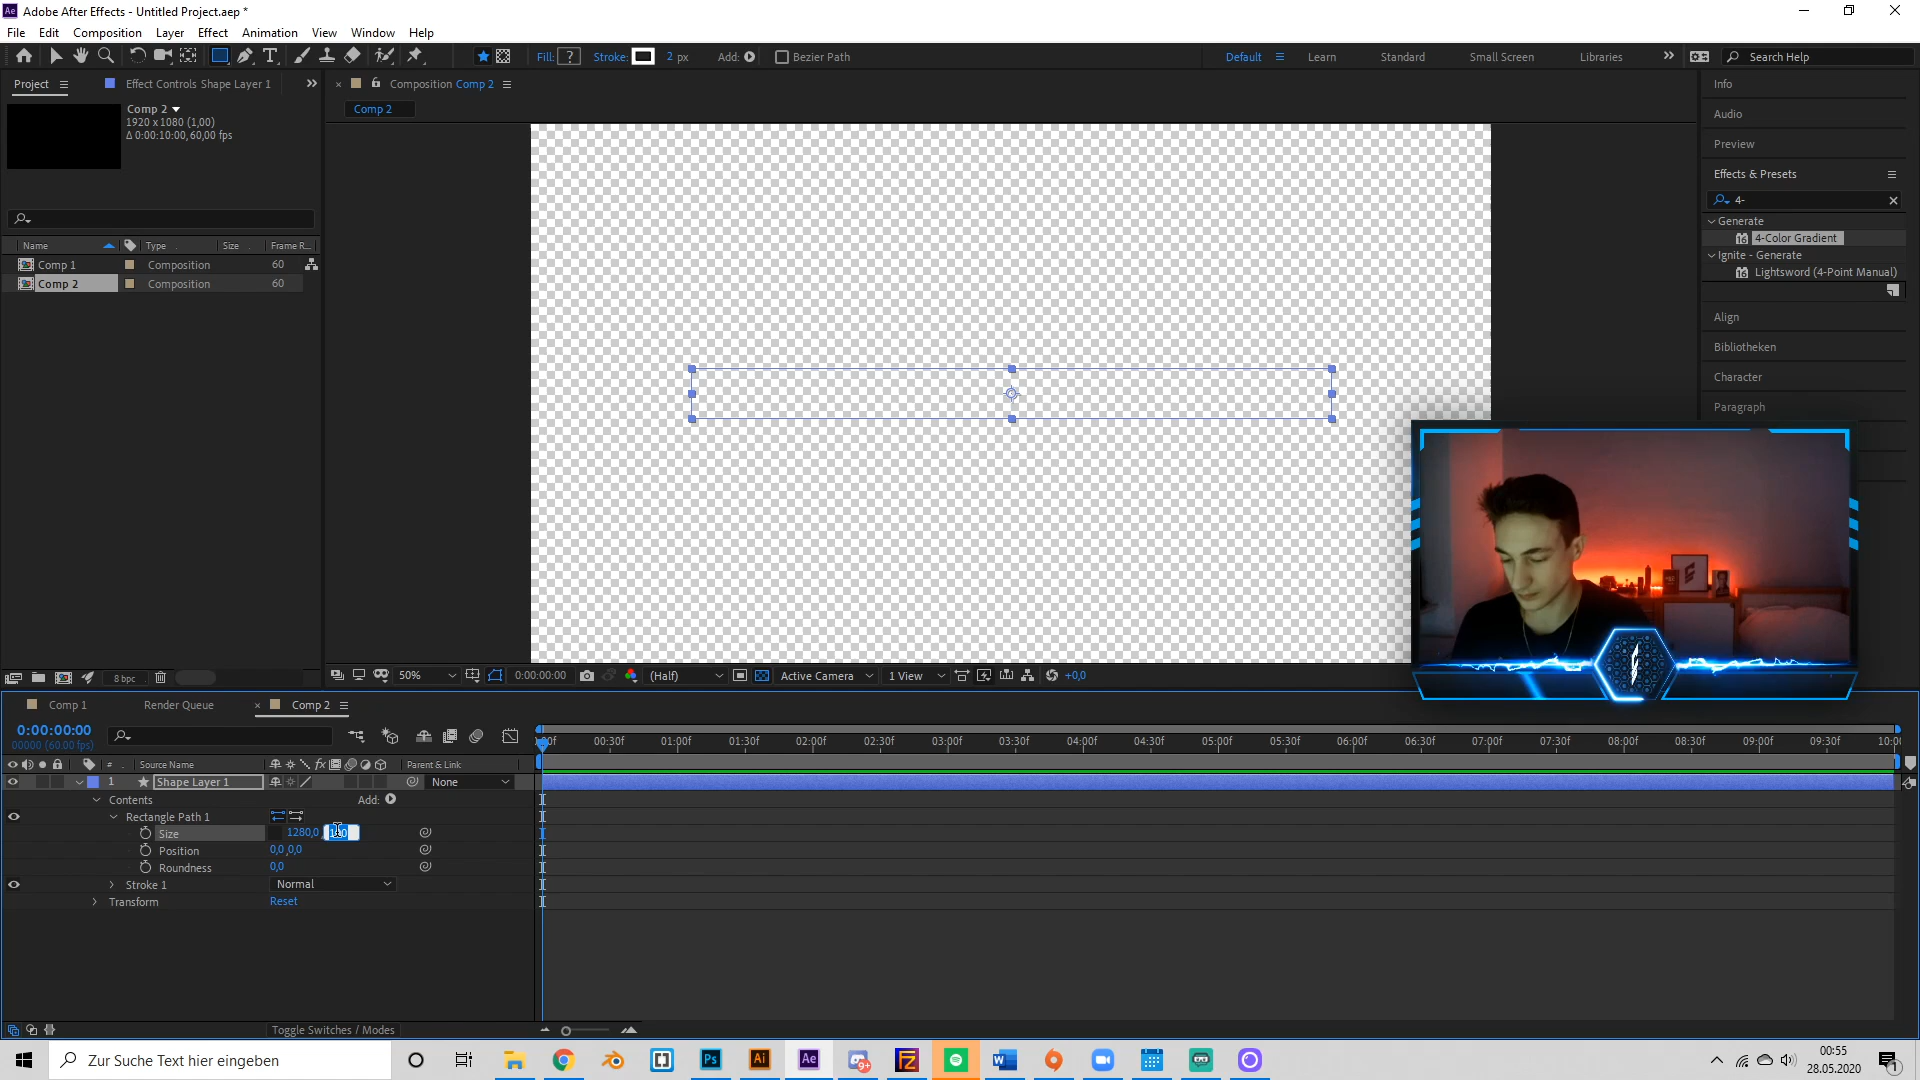 Adobe After Effects - Untitled Project.aep *
File Edit Composition Layer Effect Animation View Window Help
Fill: ? Stroke: 2 px Add: Bezier Path
Default Learn Standard Small Screen Libraries Search Help
Project Effect Controls Shape Layer 1
Composition Comp 2
Comp 2
Comp 2
1920 x 1080 (1,00)
Δ 0:00:10:00, 60,00 fps
Name Type Size Frame R...
Comp 1 Composition 60
Comp 2 Composition 60
Info
Audio
Preview
Effects & Presets
4-
Generate
4-Color Gradient
Ignite - Generate
Lightsword (4-Point Manual)
Align
Bibliotheken
Character
Paragraph
8 bpc
50% 0:00:00:00 (Half) Active Camera 1 View +0,0
Comp 1 Render Queue Comp 2
0:00:00:00
00000 (60.00 fps)
00:30f 01:00f 01:30f 02:00f 02:30f 03:00f 03:30f 04:00f 04:30f 05:00f 05:30f 06:00f 06:30f 07:00f 07:30f 08:00f 08:30f 09:00f 09:30f
# Source Name fx Parent & Link
1 Shape Layer 1 None
Contents Add:
Rectangle Path 1
Size 1280,0
Position 0,0 ,0,0
Roundness 0,0
Stroke 1 Normal
Transform Reset
Toggle Switches / Modes
Zur Suche Text hier eingeben
Ps Ai Ae 9+ FZ W
00:55
28.05.2020
1